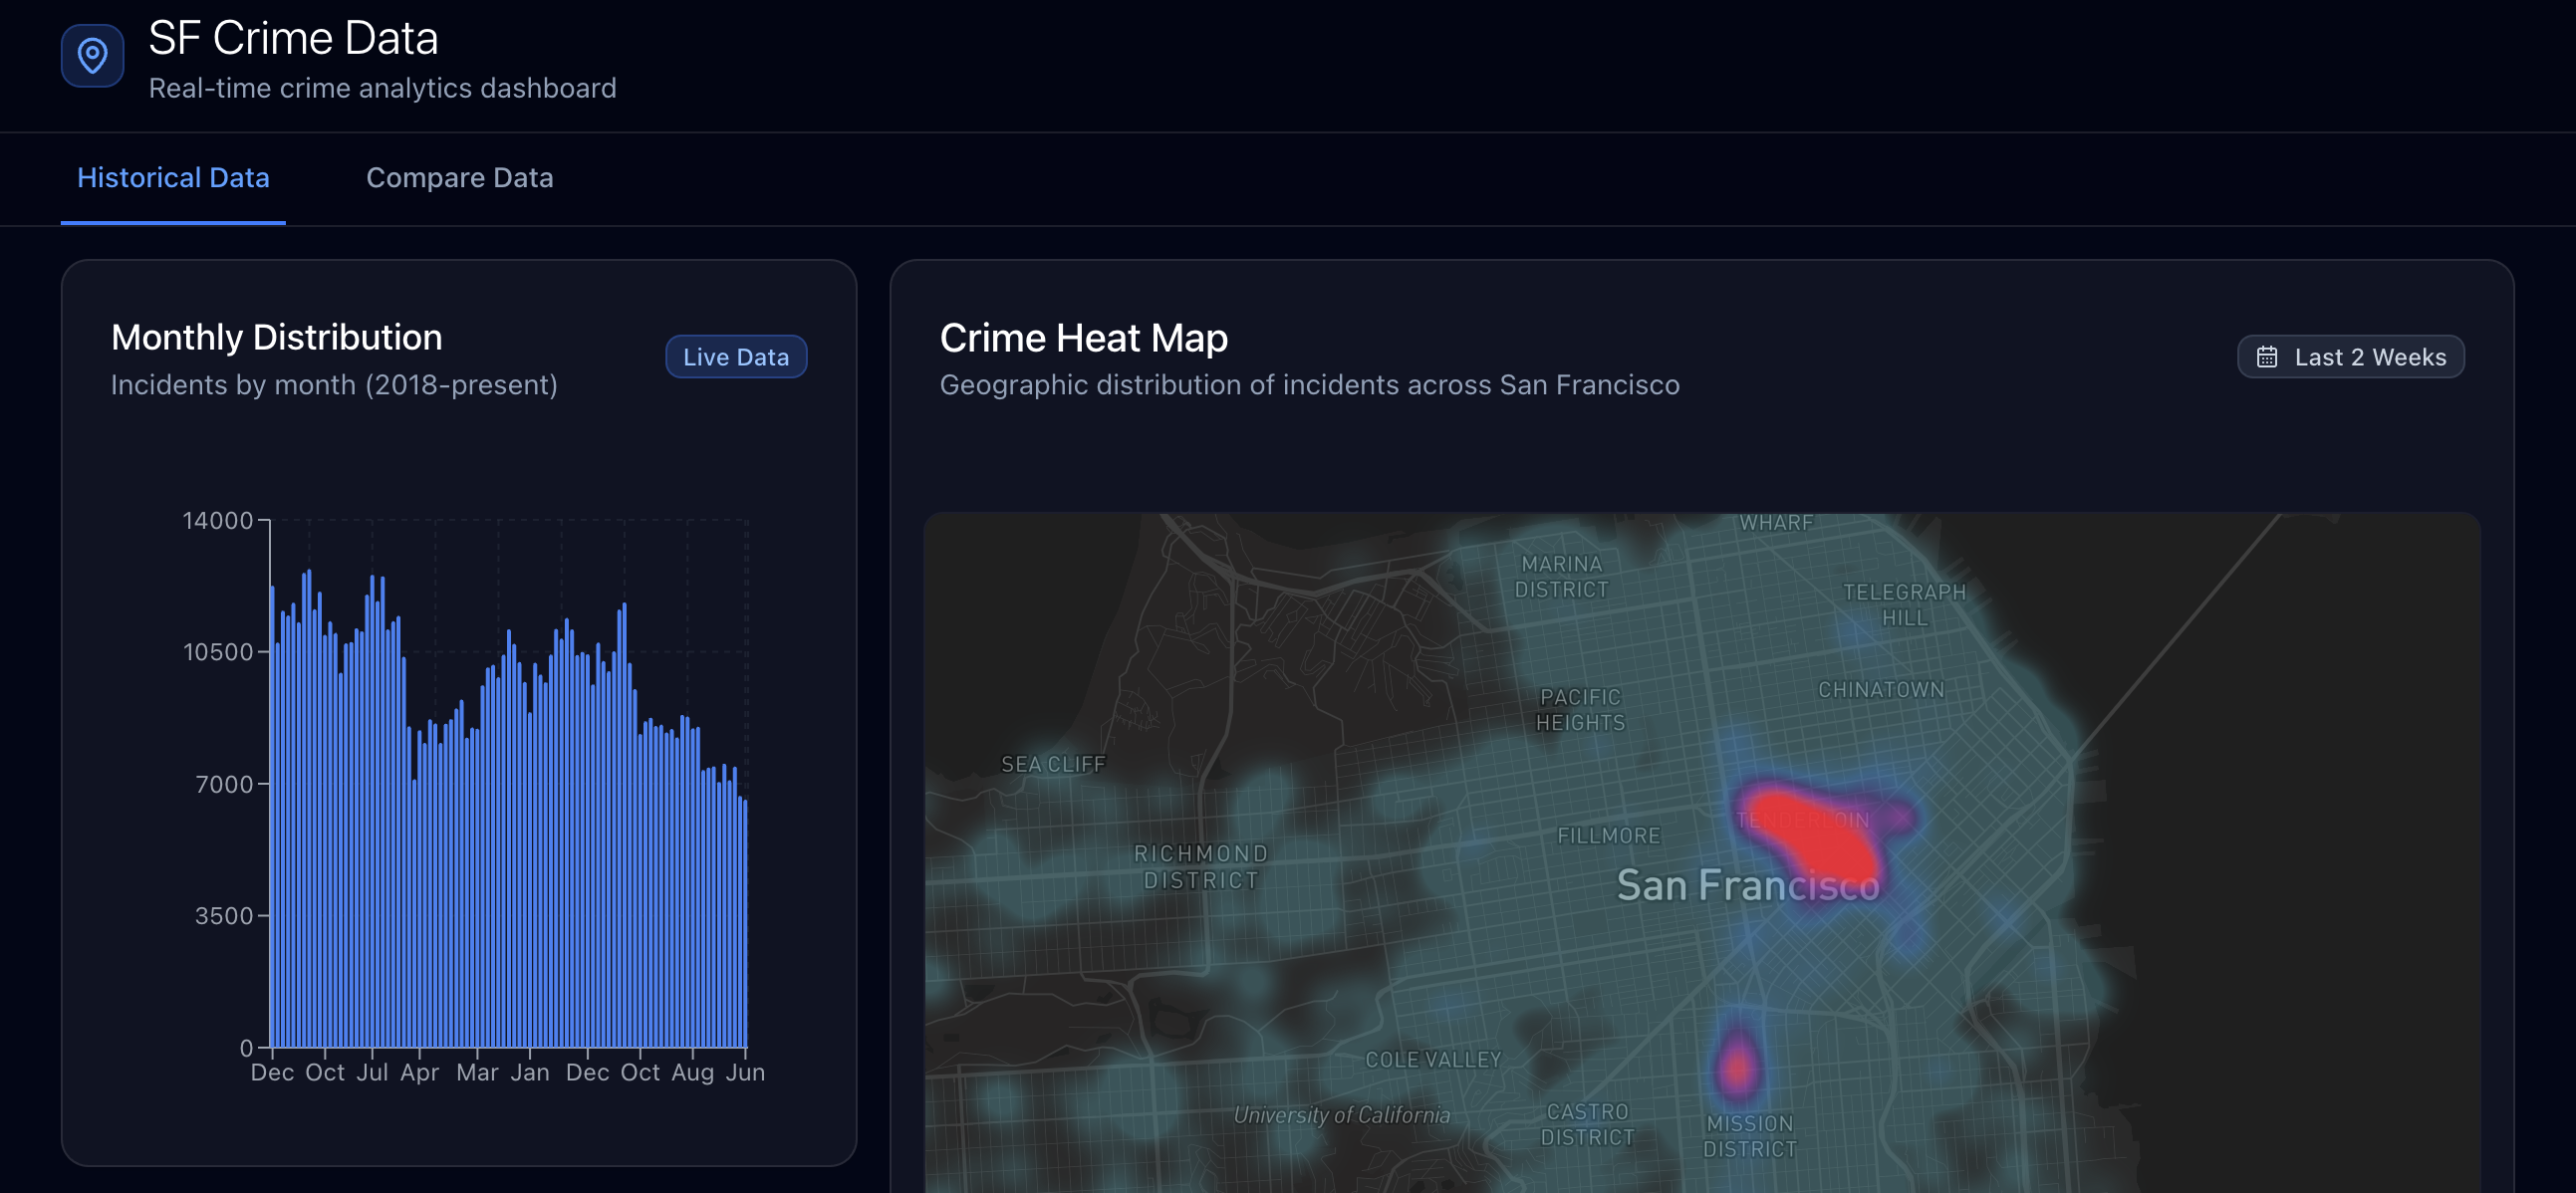 SF Crime Data
Real-time crime analytics dashboard
Historical Data
Compare Data
Monthly Distribution
Incidents by month (2018-present)
Live Data
14000
10500
7000
3500
0
Dec Oct Jul Apr Mar Jan Dec Oct Aug Jun
Crime Heat Map
Geographic distribution of incidents across San Francisco
Last 2 Weeks
WHARF
MARINA
DISTRICT
TELEGRAPH
HILL
PACIFIC
HEIGHTS
CHINATOWN
SEA CLIFF
TENDERLOIN
FILLMORE
RICHMOND
DISTRICT
San Francisco
COLE VALLEY
University of California
CASTRO
DISTRICT
MISSION
DISTRICT